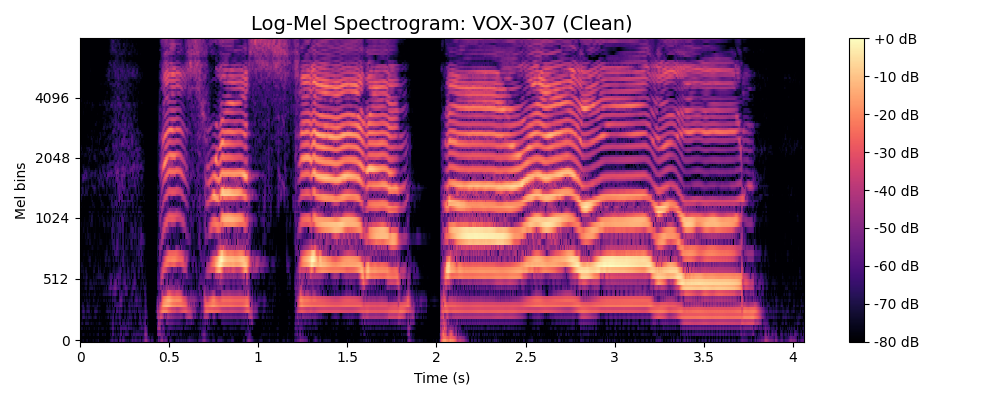 Log-Mel Spectrogram: VOX-307 (Clean)
Mel bins
4096
2048
1024
512
0
0
0.5
1
1.5
2
2.5
3
3.5
4
Time (s)
+0 dB
-10 dB
-20 dB
-30 dB
-40 dB
-50 dB
-60 dB
-70 dB
-80 dB